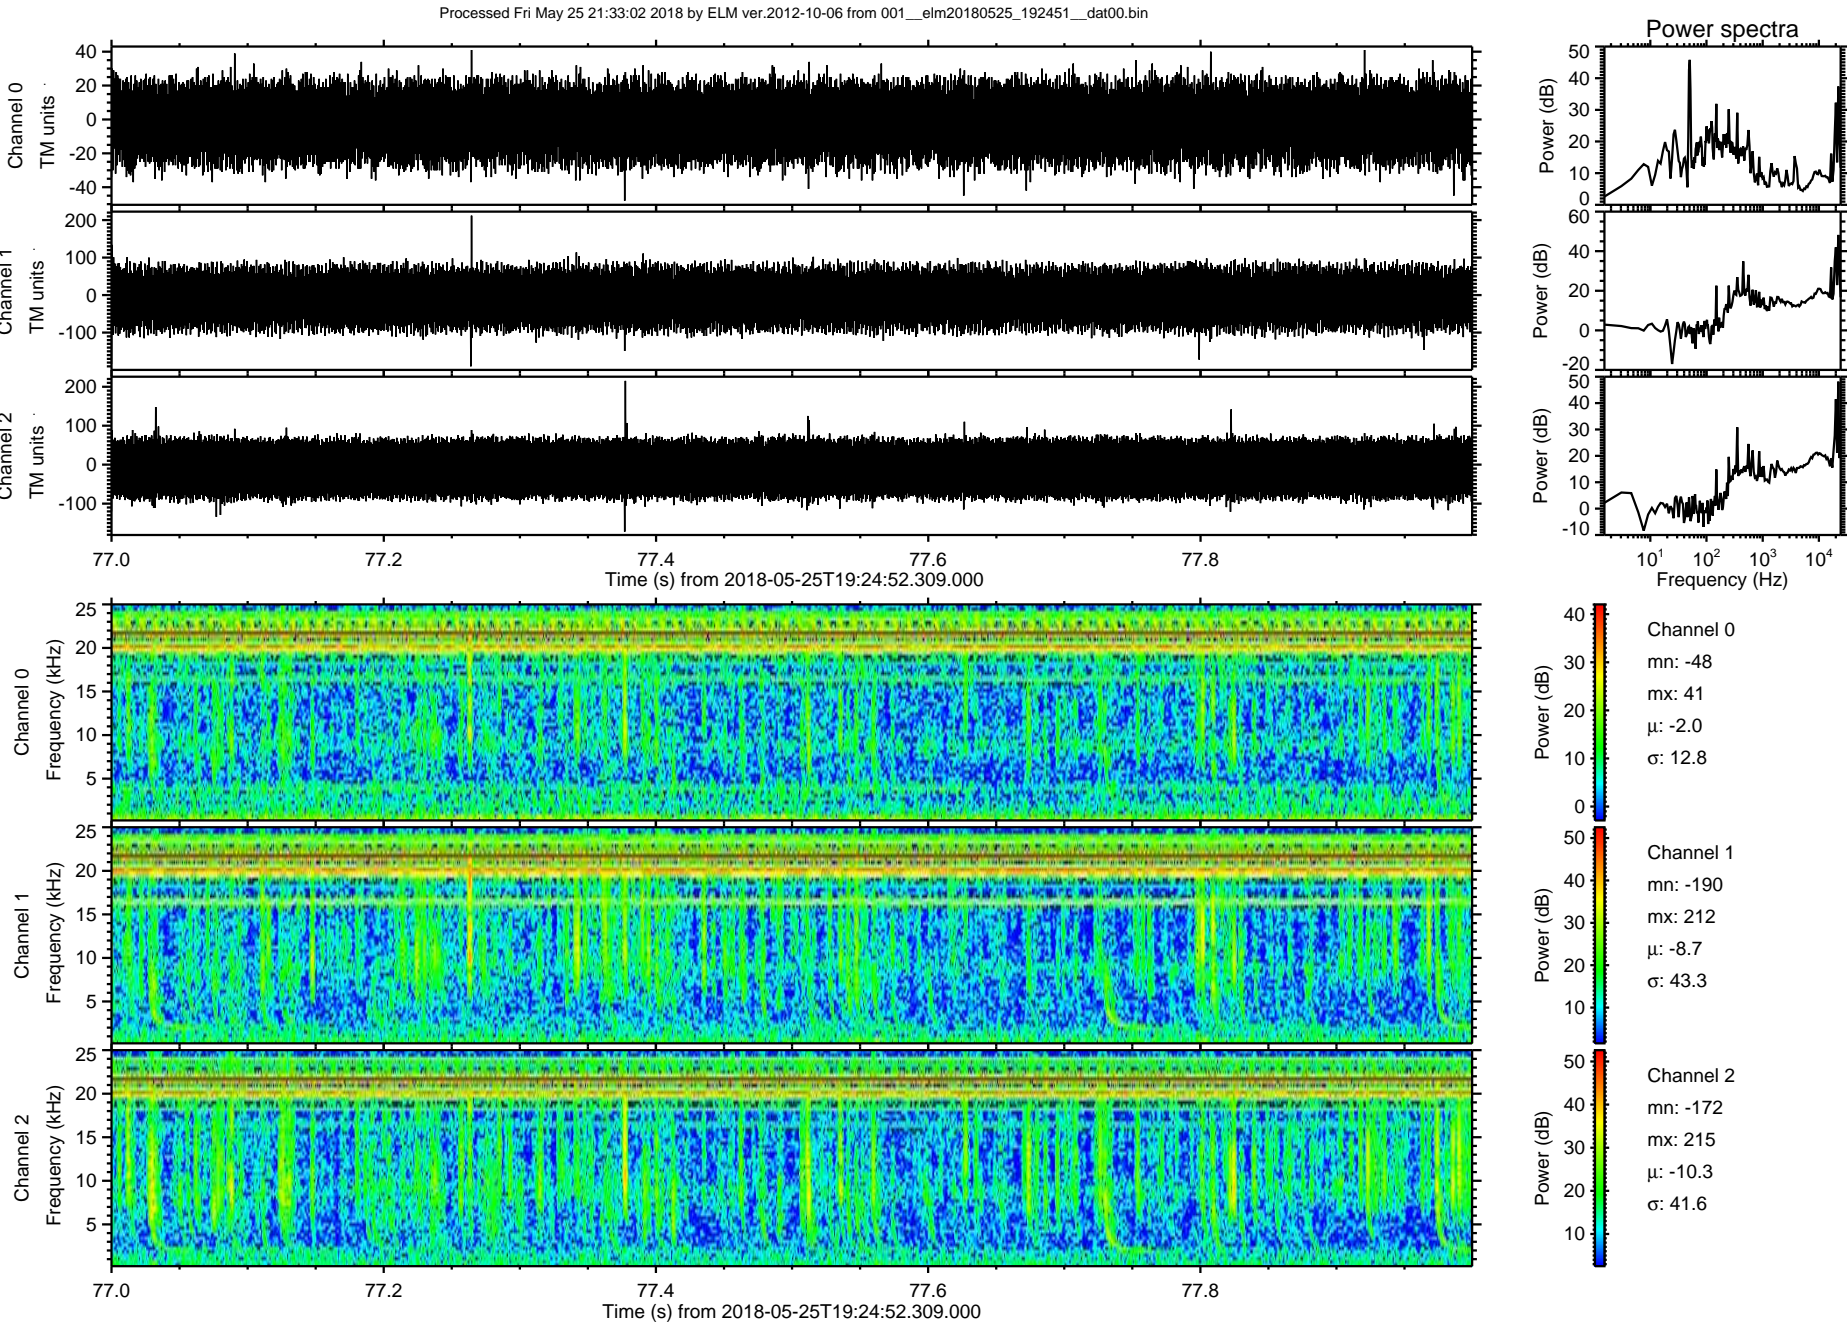 Processed Fri May 25 21:33:02 2018 by ELM ver.2012-10-06 from 001__elm20180525_192451__dat00.bin
Power spectra
Channel 0
TM units
40
20
0
-20
-40
Power (dB)
50
40
30
20
10
0
Channel 1
TM units
200
100
0
-100
Power (dB)
60
40
20
0
-20
Channel 2
TM units
200
100
0
-100
Power (dB)
50
40
30
20
10
0
-10
77.0 77.2 77.4 77.6 77.8
Time (s) from 2018-05-25T19:24:52.309.000
10¹ 10² 10³ 10⁴
Frequency (Hz)
Channel 0
Frequency (kHz)
25
20
15
10
5
Power (dB)
40
30
20
10
0
Channel 0
mn: -48
mx: 41
μ: -2.0
σ: 12.8
Channel 1
Frequency (kHz)
25
20
15
10
5
Power (dB)
50
40
30
20
10
Channel 1
mn: -190
mx: 212
μ: -8.7
σ: 43.3
Channel 2
Frequency (kHz)
25
20
15
10
5
Power (dB)
50
40
30
20
10
Channel 2
mn: -172
mx: 215
μ: -10.3
σ: 41.6
77.0 77.2 77.4 77.6 77.8
Time (s) from 2018-05-25T19:24:52.309.000